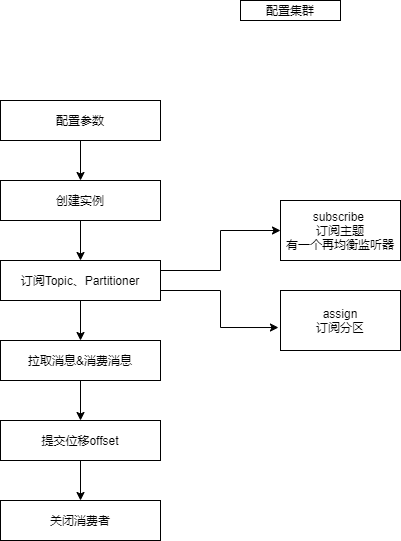 配置集群
配置参数
创建实例
subscribe
订阅主题
有一个再均衡监听器
订阅Topic、Partitioner
assign
订阅分区
拉取消息&消费消息
提交位移offset
关闭消费者